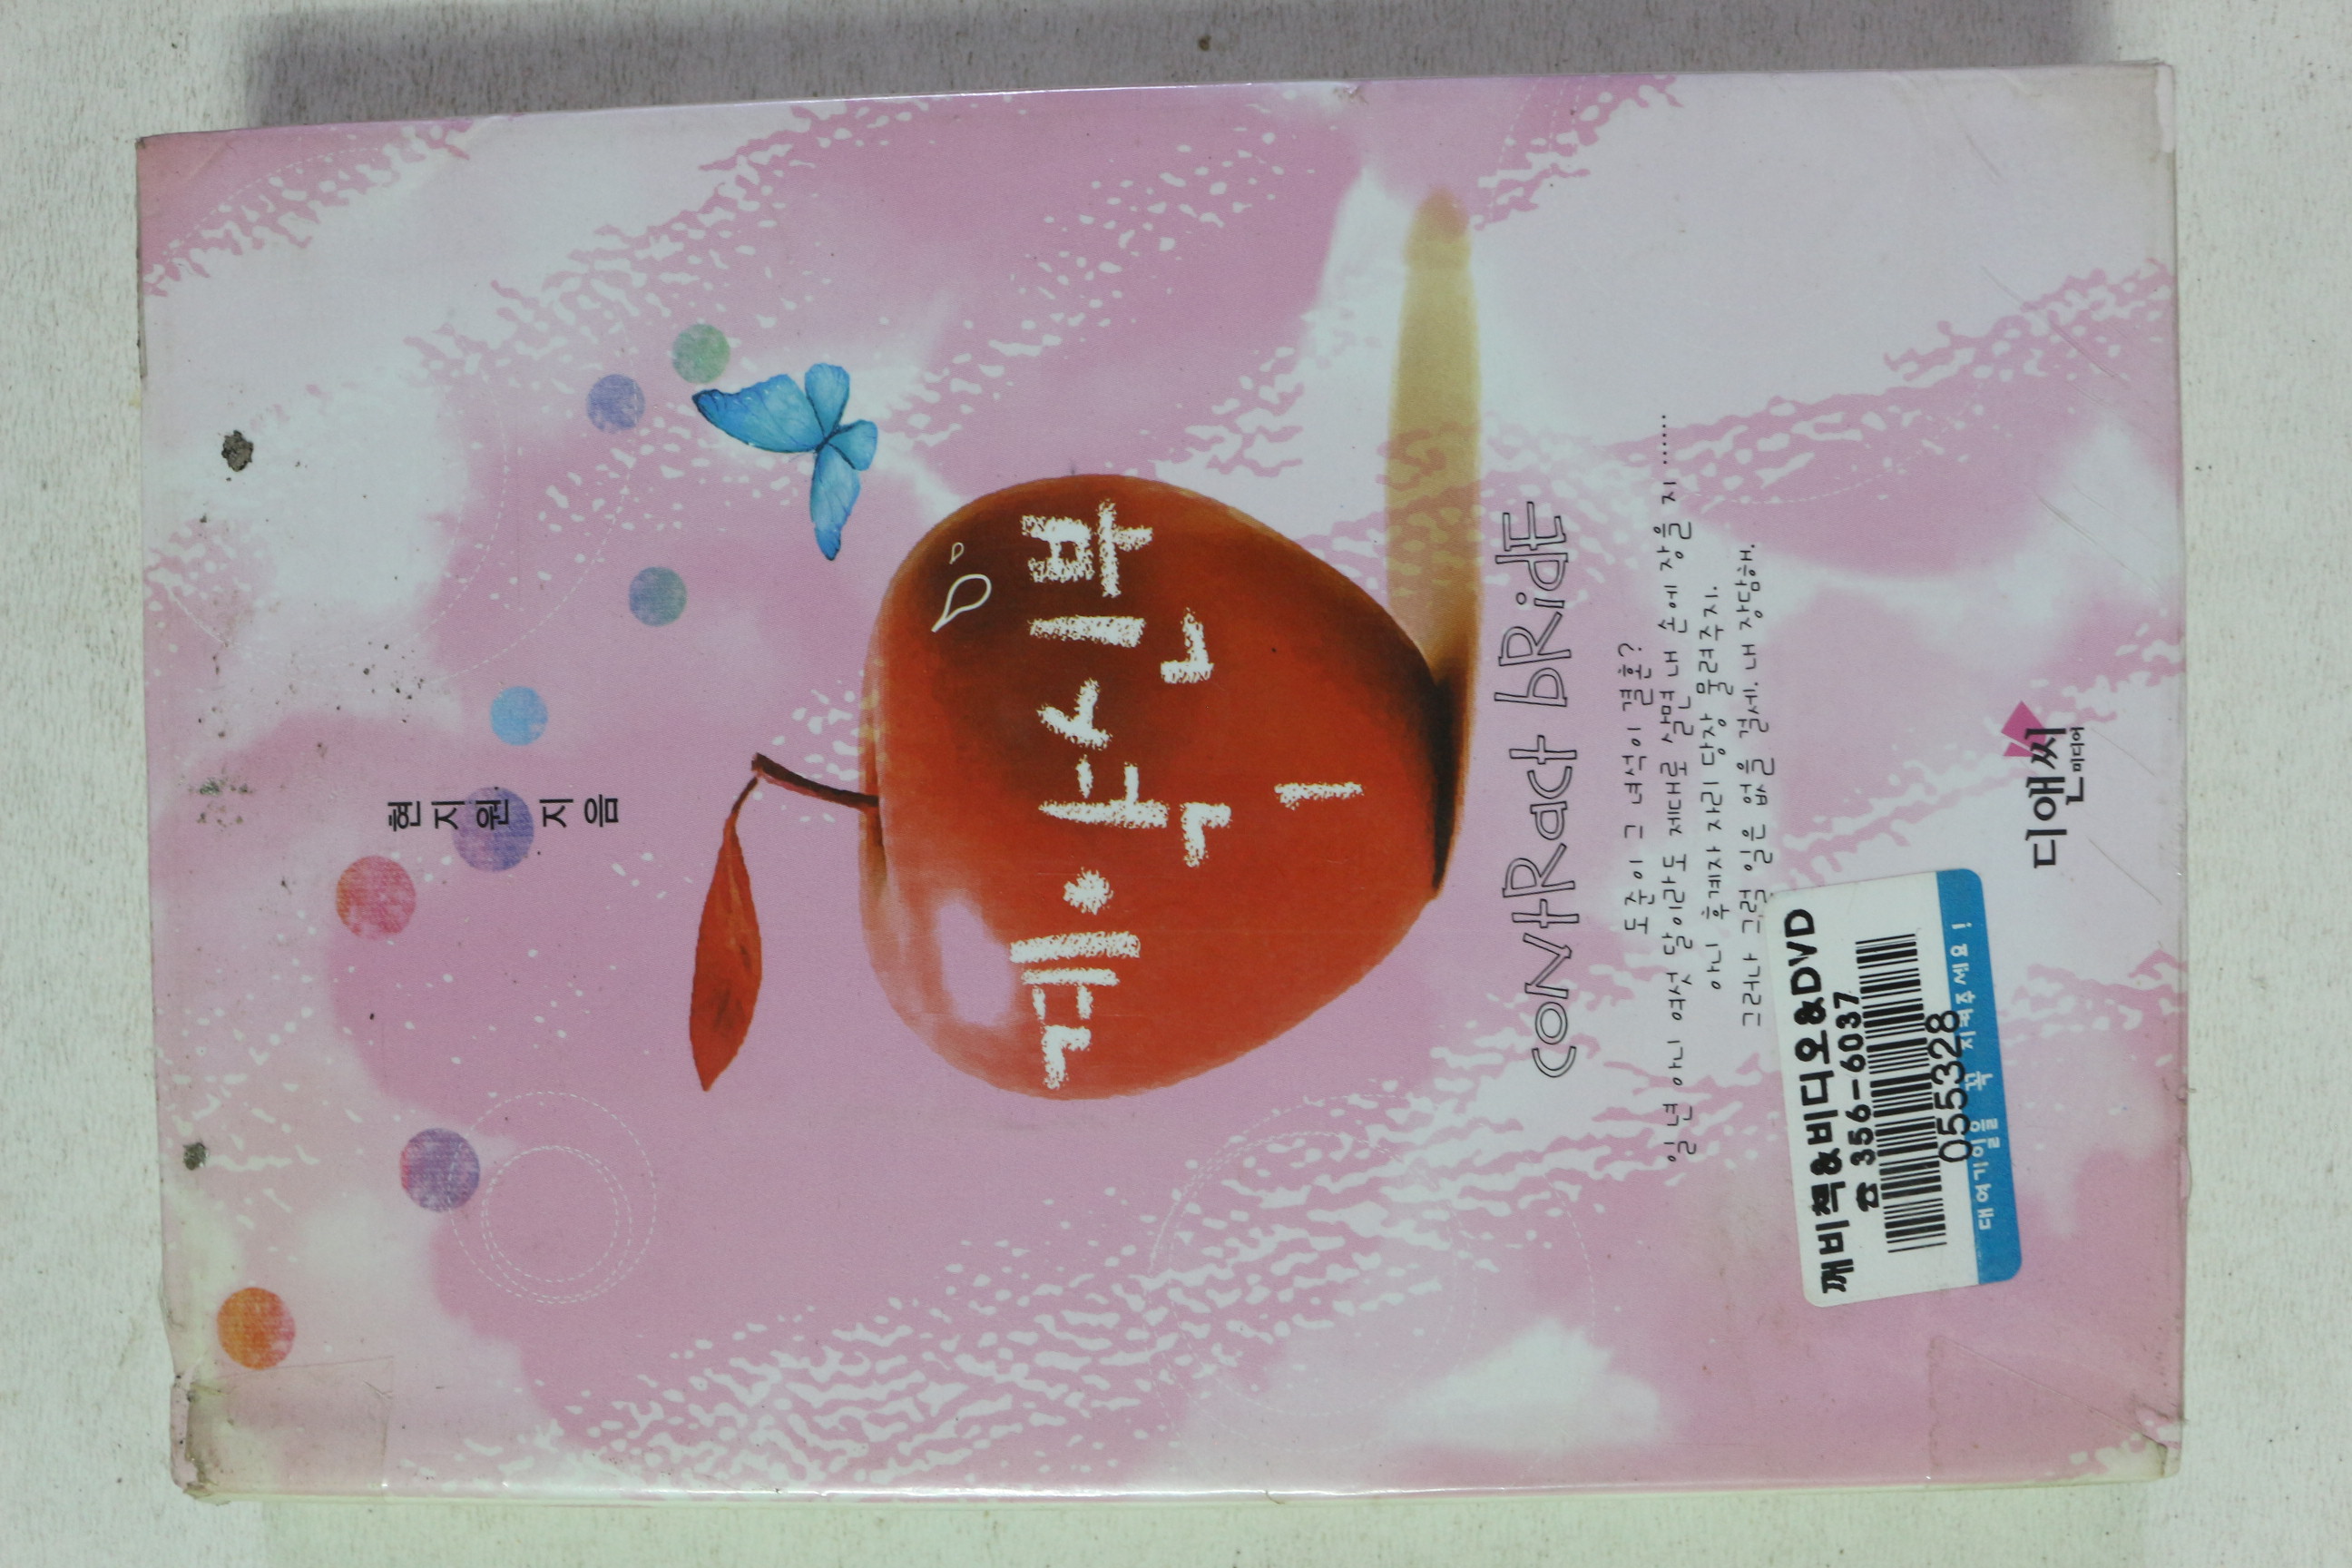 현지원 지음
계약신부
1
contract bride
도준이 그 녀석이 결혼?
일 년 아니 여섯 달이라도 제대로 살면 내 손에 장을 지 ……
아니 후계자 자리 당장 물려주지.
그러나 그럴 일은 없을 걸세. 내 장담해.
디앤씨
미디어
깨비책&비디오&DVD
☎ 356-6037
055328
대여기일을 꼭 지켜주세요!